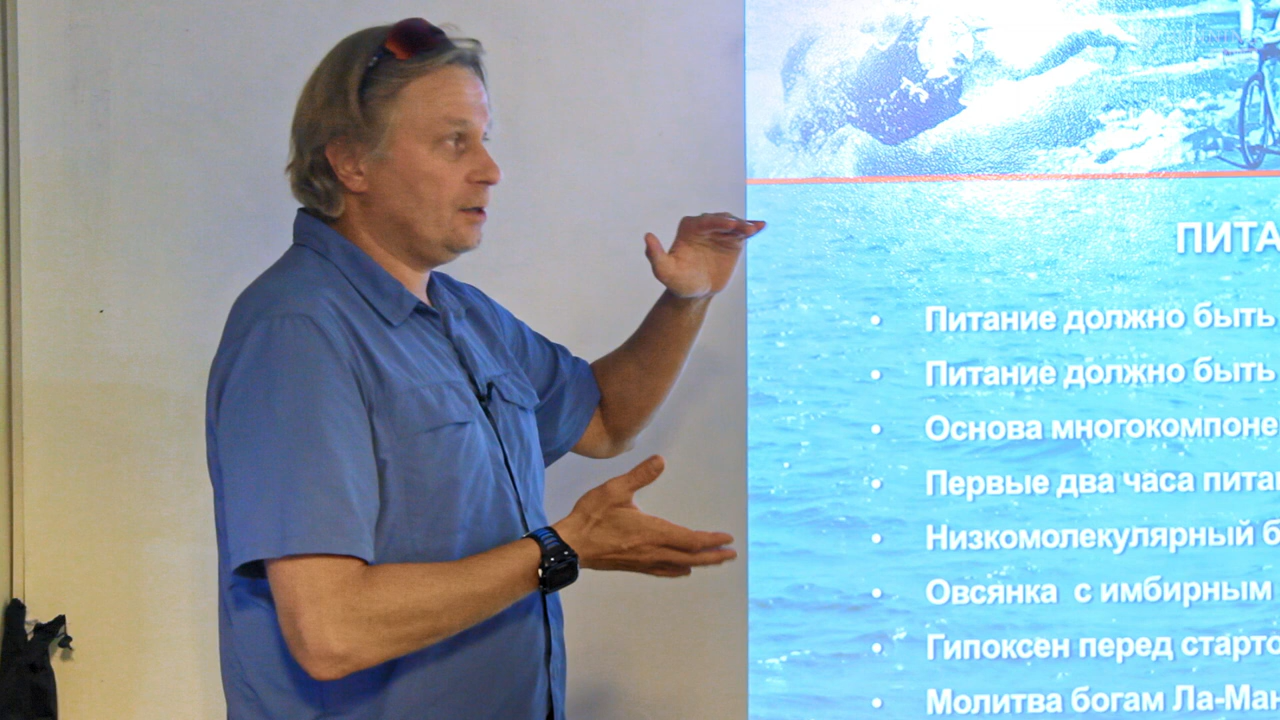 ПИТА
• Питание должно быть
• Питание должно быть
• Основа многокомпоне
• Первые два часа пита
• Низкомолекулярный б
• Овсянка с имбирным
• Гипоксен перед старто
• Молитва богам Ла-Ман